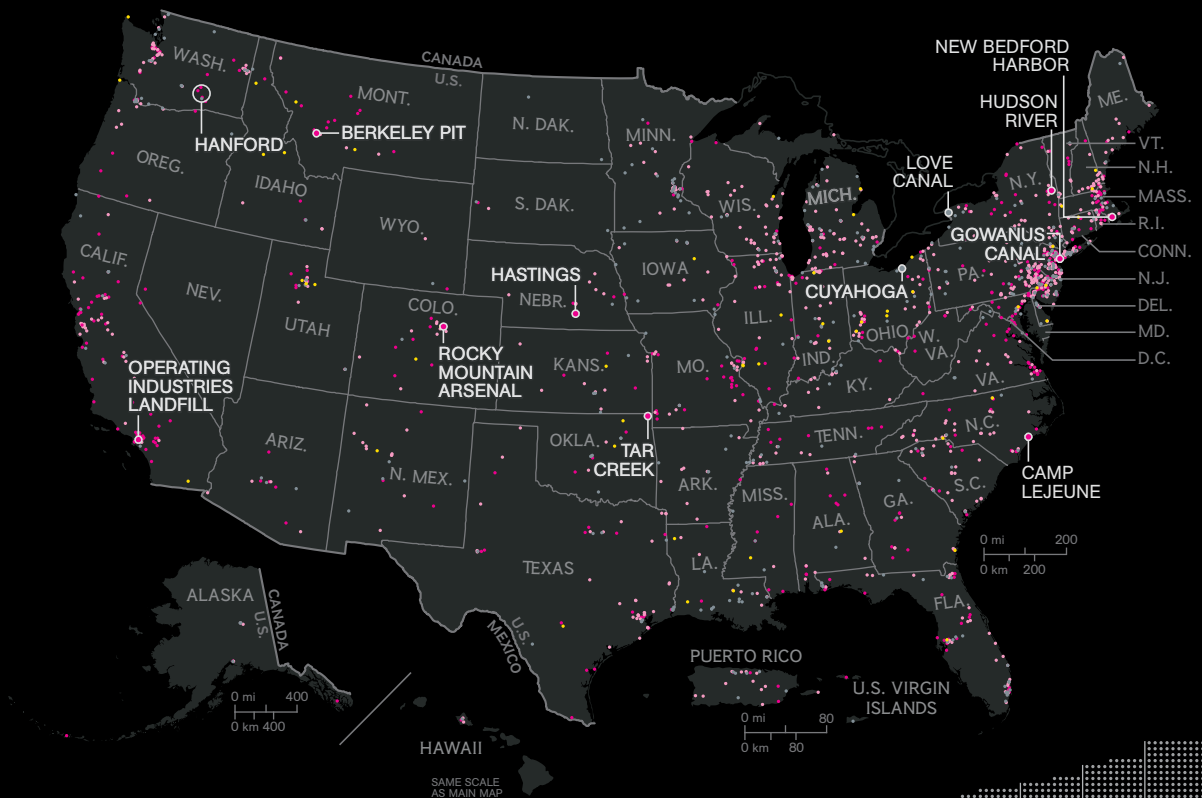 CANADA
U.S.
WASH.
MONT.
N. DAK.
MINN.
HANFORD
BERKELEY PIT
OREG.
IDAHO
S. DAK.
WIS.
MICH.
WYO.
NEW BEDFORD
HARBOR
HUDSON
RIVER
LOVE
CANAL
ME.
VT.
N.H.
N.Y.
MASS.
R.I.
GOWANUS
CANAL
CONN.
CALIF.
NEV.
UTAH
COLO.
HASTINGS
NEBR.
IOWA
CUYAHOGA
PA.
N.J.
DEL.
MD.
D.C.
ILL.
IND.
OHIO
W.
VA.
OPERATING
INDUSTRIES
LANDFILL
ROCKY
MOUNTAIN
ARSENAL
KANS.
MO.
KY.
VA.
ARIZ.
N. MEX.
OKLA.
TAR
CREEK
ARK.
TENN.
N.C.
S.C.
CAMP
LEJEUNE
MISS.
ALA.
GA.
TEXAS
LA.
FLA.
0 mi 200
0 km 200
ALASKA
CANADA
U.S.
0 mi 400
0 km 400
U.S.
MEXICO
HAWAII
SAME SCALE
AS MAIN MAP
PUERTO RICO
U.S. VIRGIN
ISLANDS
0 mi 80
0 km 80